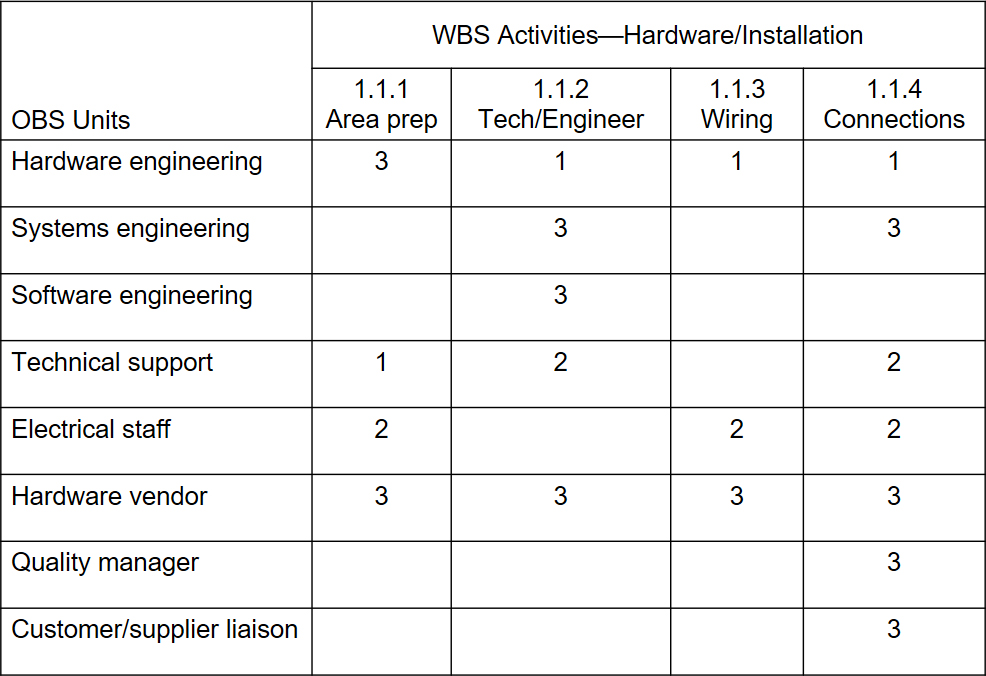 WBS Activities—Hardware/Installation
OBS Units
1.1.1 Area prep
1.1.2 Tech/Engineer
1.1.3 Wiring
1.1.4 Connections
Hardware engineering 3 1 1 1
Systems engineering 3 3
Software engineering 3
Technical support 1 2 2
Electrical staff 2 2 2
Hardware vendor 3 3 3 3
Quality manager 3
Customer/supplier liaison 3